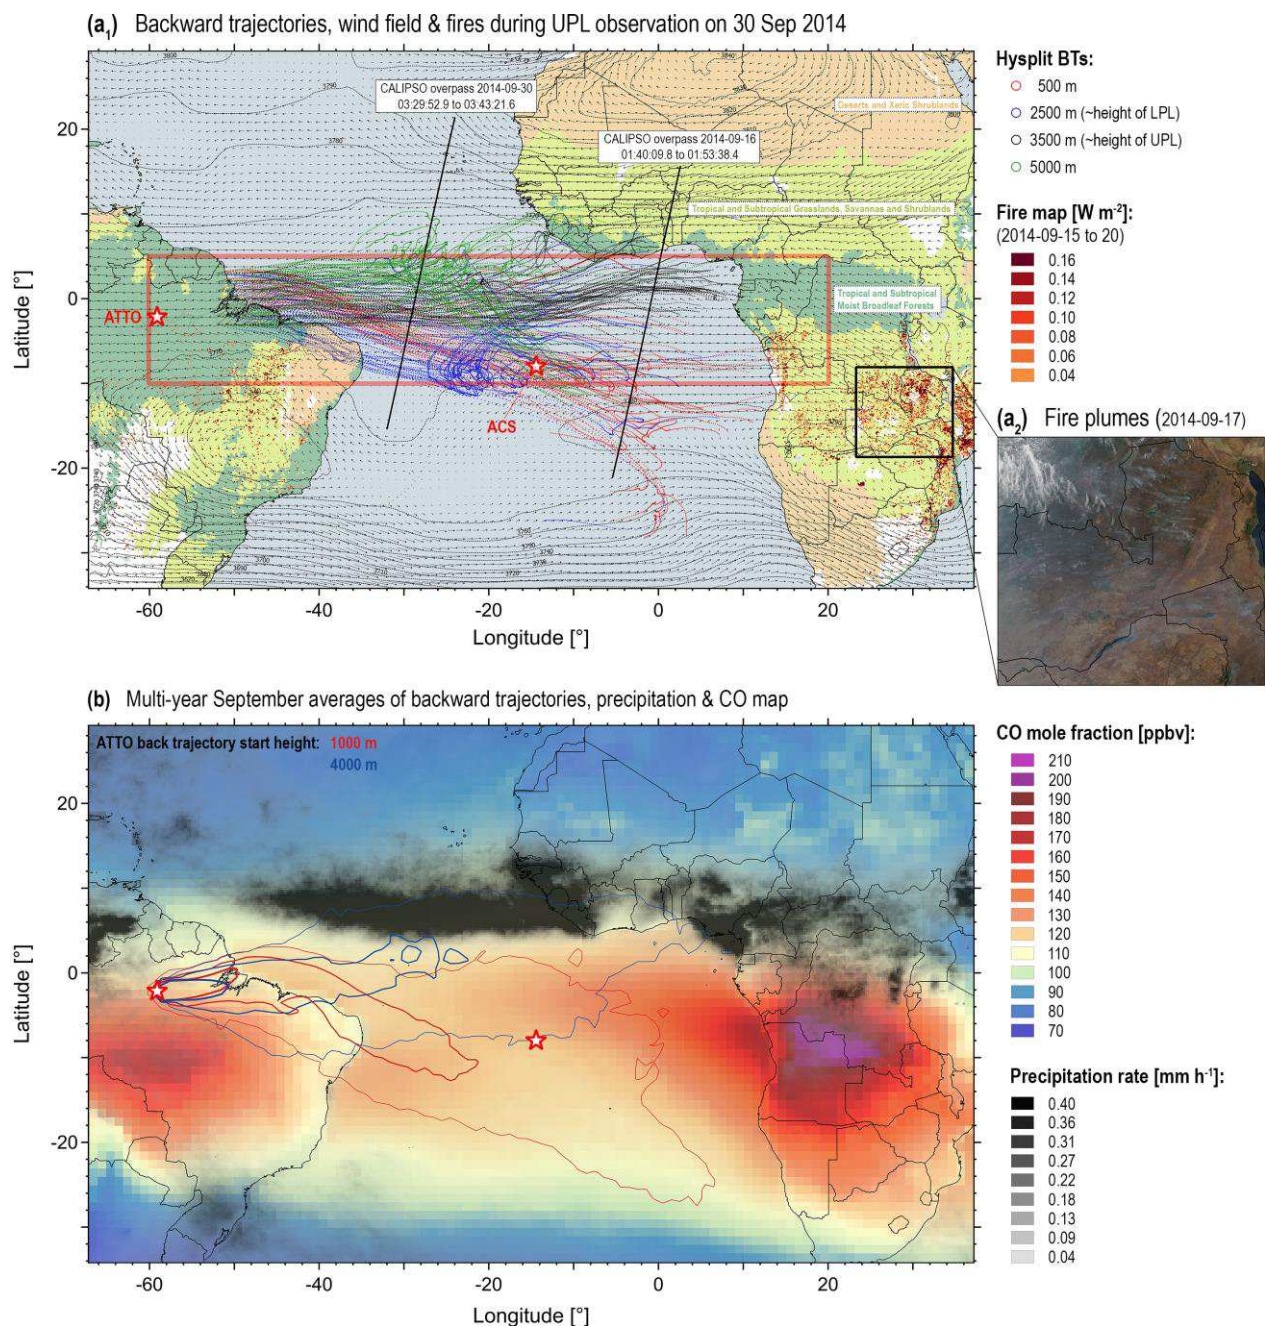 (a1) Backward trajectories, wind field & fires during UPL observation on 30 Sep 2014
CALIPSO overpass 2014-09-30
03:29:52.9 to 03:43:21.6
CALIPSO overpass 2014-09-16
01:40:09.8 to 01:53:38.4
Deserts and Xeric Shrublands
Tropical and Subtropical Grasslands, Savannas and Shrublands
Tropical and Subtropical
Moist Broadleaf Forests
ATTO
ACS
Latitude [°]
20
0
-20
-60
-40
-20
0
20
Longitude [°]
Hysplit BTs:
500 m
2500 m (~height of LPL)
3500 m (~height of UPL)
5000 m
Fire map [W m-2]:
(2014-09-15 to 20)
0.16
0.14
0.12
0.10
0.08
0.06
0.04
(a2) Fire plumes (2014-09-17)
(b) Multi-year September averages of backward trajectories, precipitation & CO map
ATTO back trajectory start height: 1000 m
4000 m
Latitude [°]
20
0
-20
-60
-40
-20
0
20
Longitude [°]
CO mole fraction [ppbv]:
210
200
190
180
170
160
150
140
130
120
110
100
90
80
70
Precipitation rate [mm h-1]:
0.40
0.36
0.31
0.27
0.22
0.18
0.13
0.09
0.04